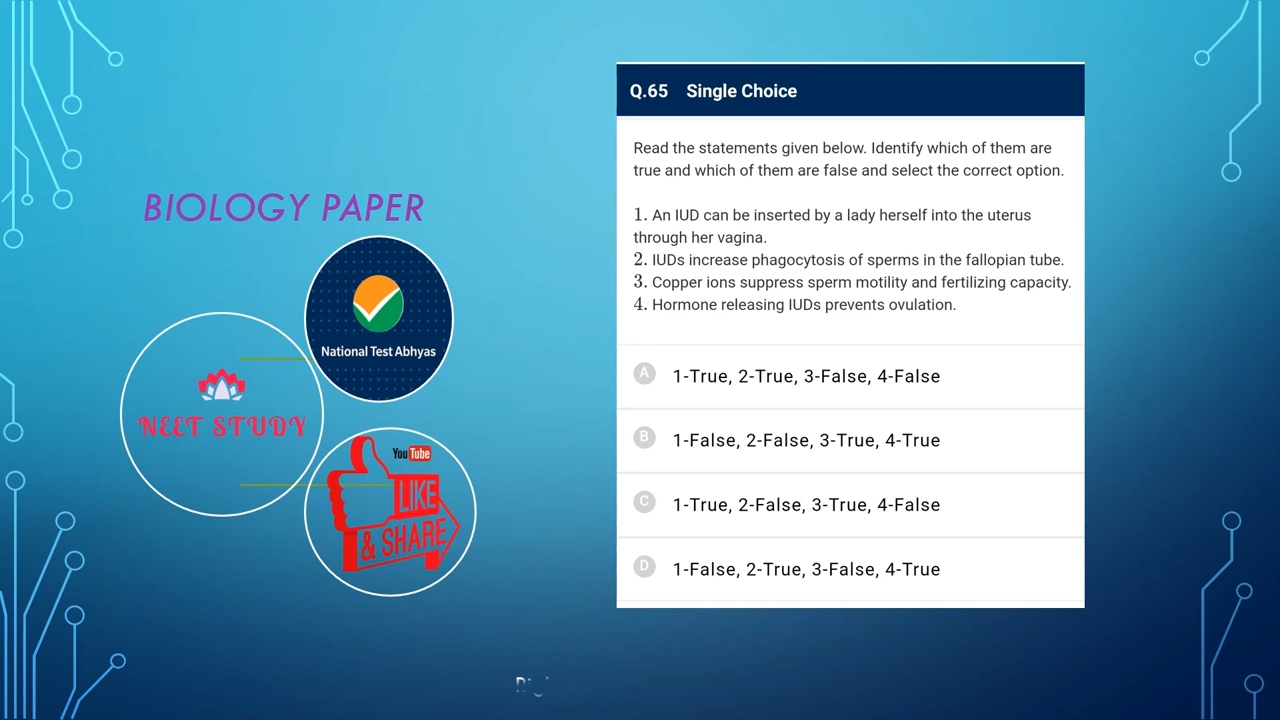 BIOLOGY PAPER
National Test Abhyas
NEET STUDY
YouTube
LIKE
& SHARE
Q.65 Single Choice
Read the statements given below. Identify which of them are
true and which of them are false and select the correct option.
1. An IUD can be inserted by a lady herself into the uterus
through her vagina.
2. IUDs increase phagocytosis of sperms in the fallopian tube.
3. Copper ions suppress sperm motility and fertilizing capacity.
4. Hormone releasing IUDs prevents ovulation.
A 1-True, 2-True, 3-False, 4-False
B 1-False, 2-False, 3-True, 4-True
C 1-True, 2-False, 3-True, 4-False
D 1-False, 2-True, 3-False, 4-True